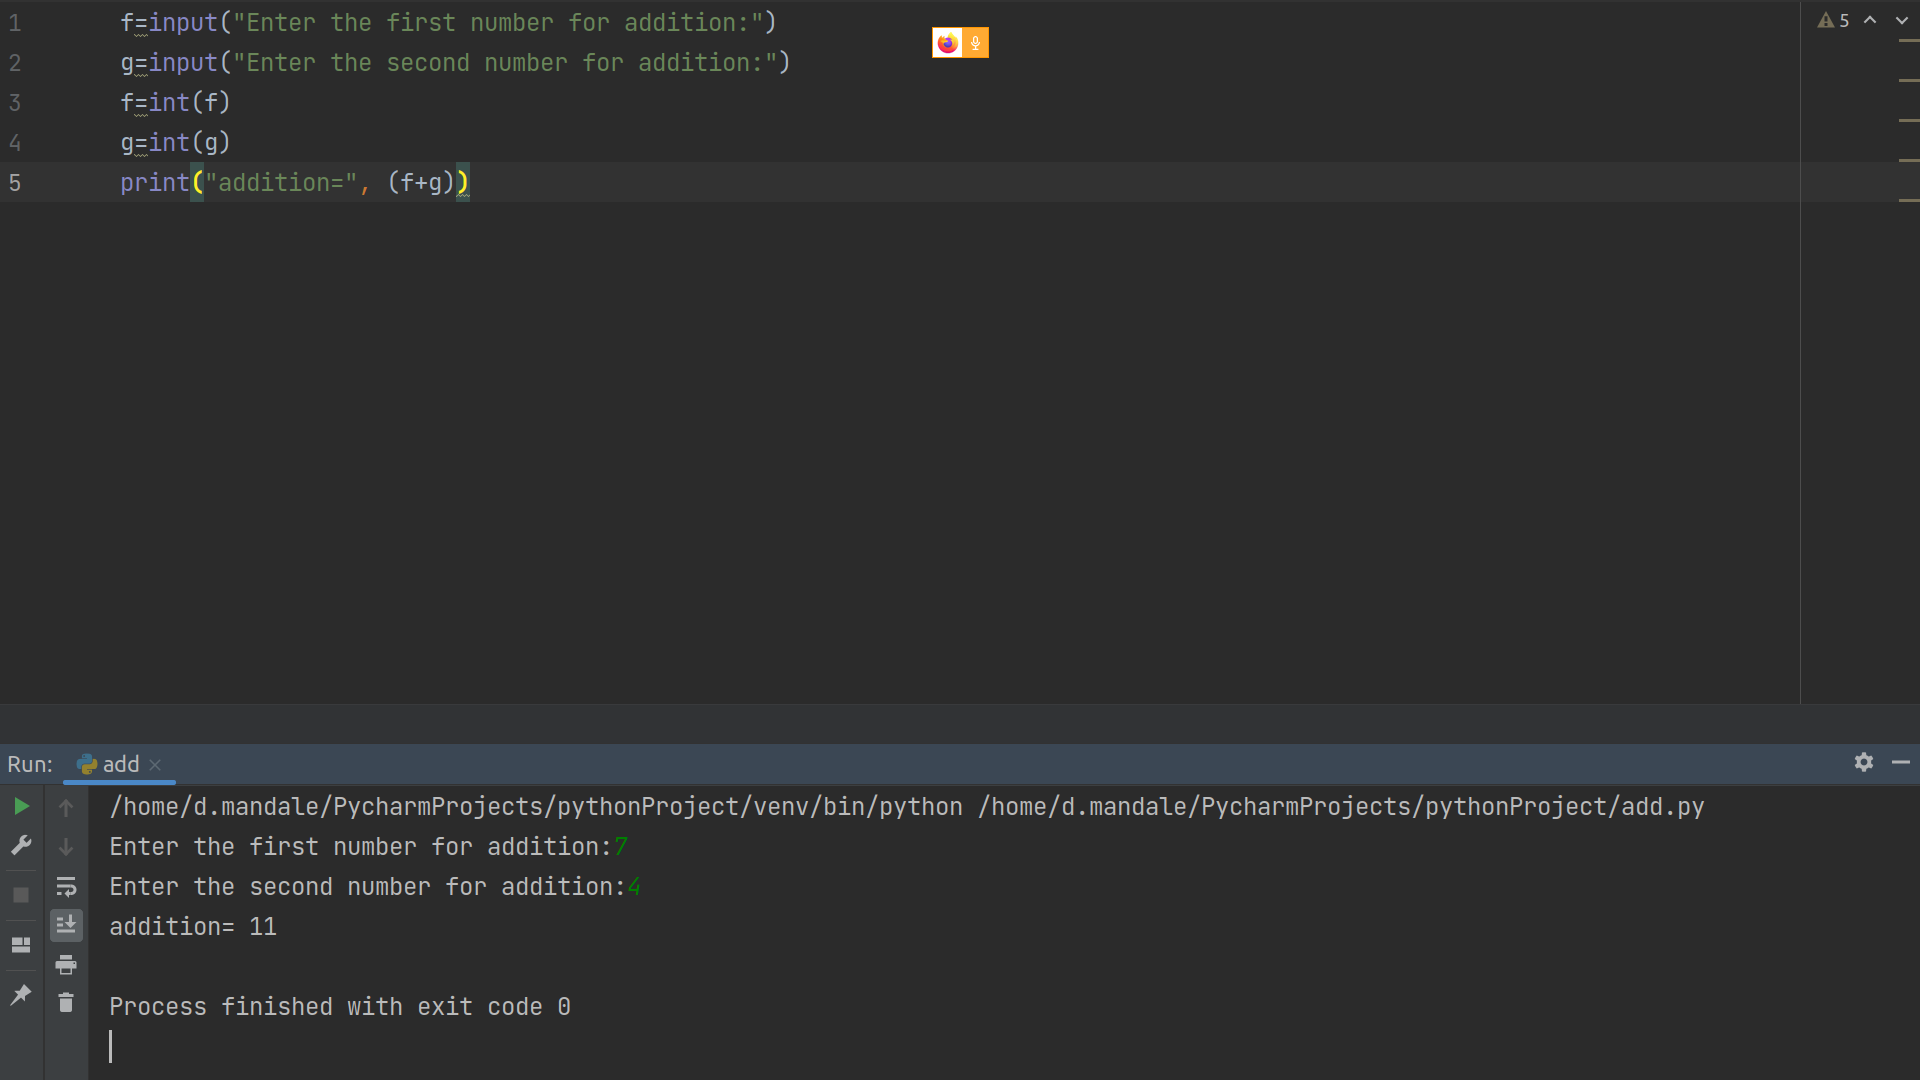 1 f=input("Enter the first number for addition:")
2 g=input("Enter the second number for addition:")
3 f=int(f)
4 g=int(g)
5 print("addition=", (f+g))
5
Run: add
/home/d.mandale/PycharmProjects/pythonProject/venv/bin/python /home/d.mandale/PycharmProjects/pythonProject/add.py
Enter the first number for addition:7
Enter the second number for addition:4
addition= 11
Process finished with exit code 0